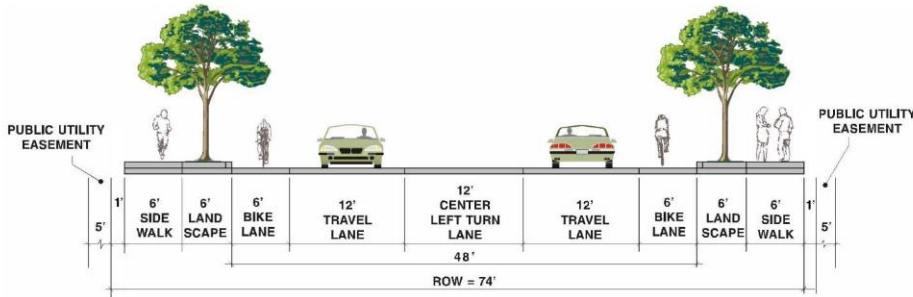 PUBLIC UTILITY
EASEMENT
PUBLIC UTILITY
EASEMENT
5'
1'
6'
SIDE
WALK
6'
LAND
SCAPE
6'
BIKE
LANE
12'
TRAVEL
LANE
12'
CENTER
LEFT TURN
LANE
12'
TRAVEL
LANE
6'
BIKE
LANE
6'
LAND
SCAPE
6'
SIDE
WALK
1'
5'
48'
ROW = 74'